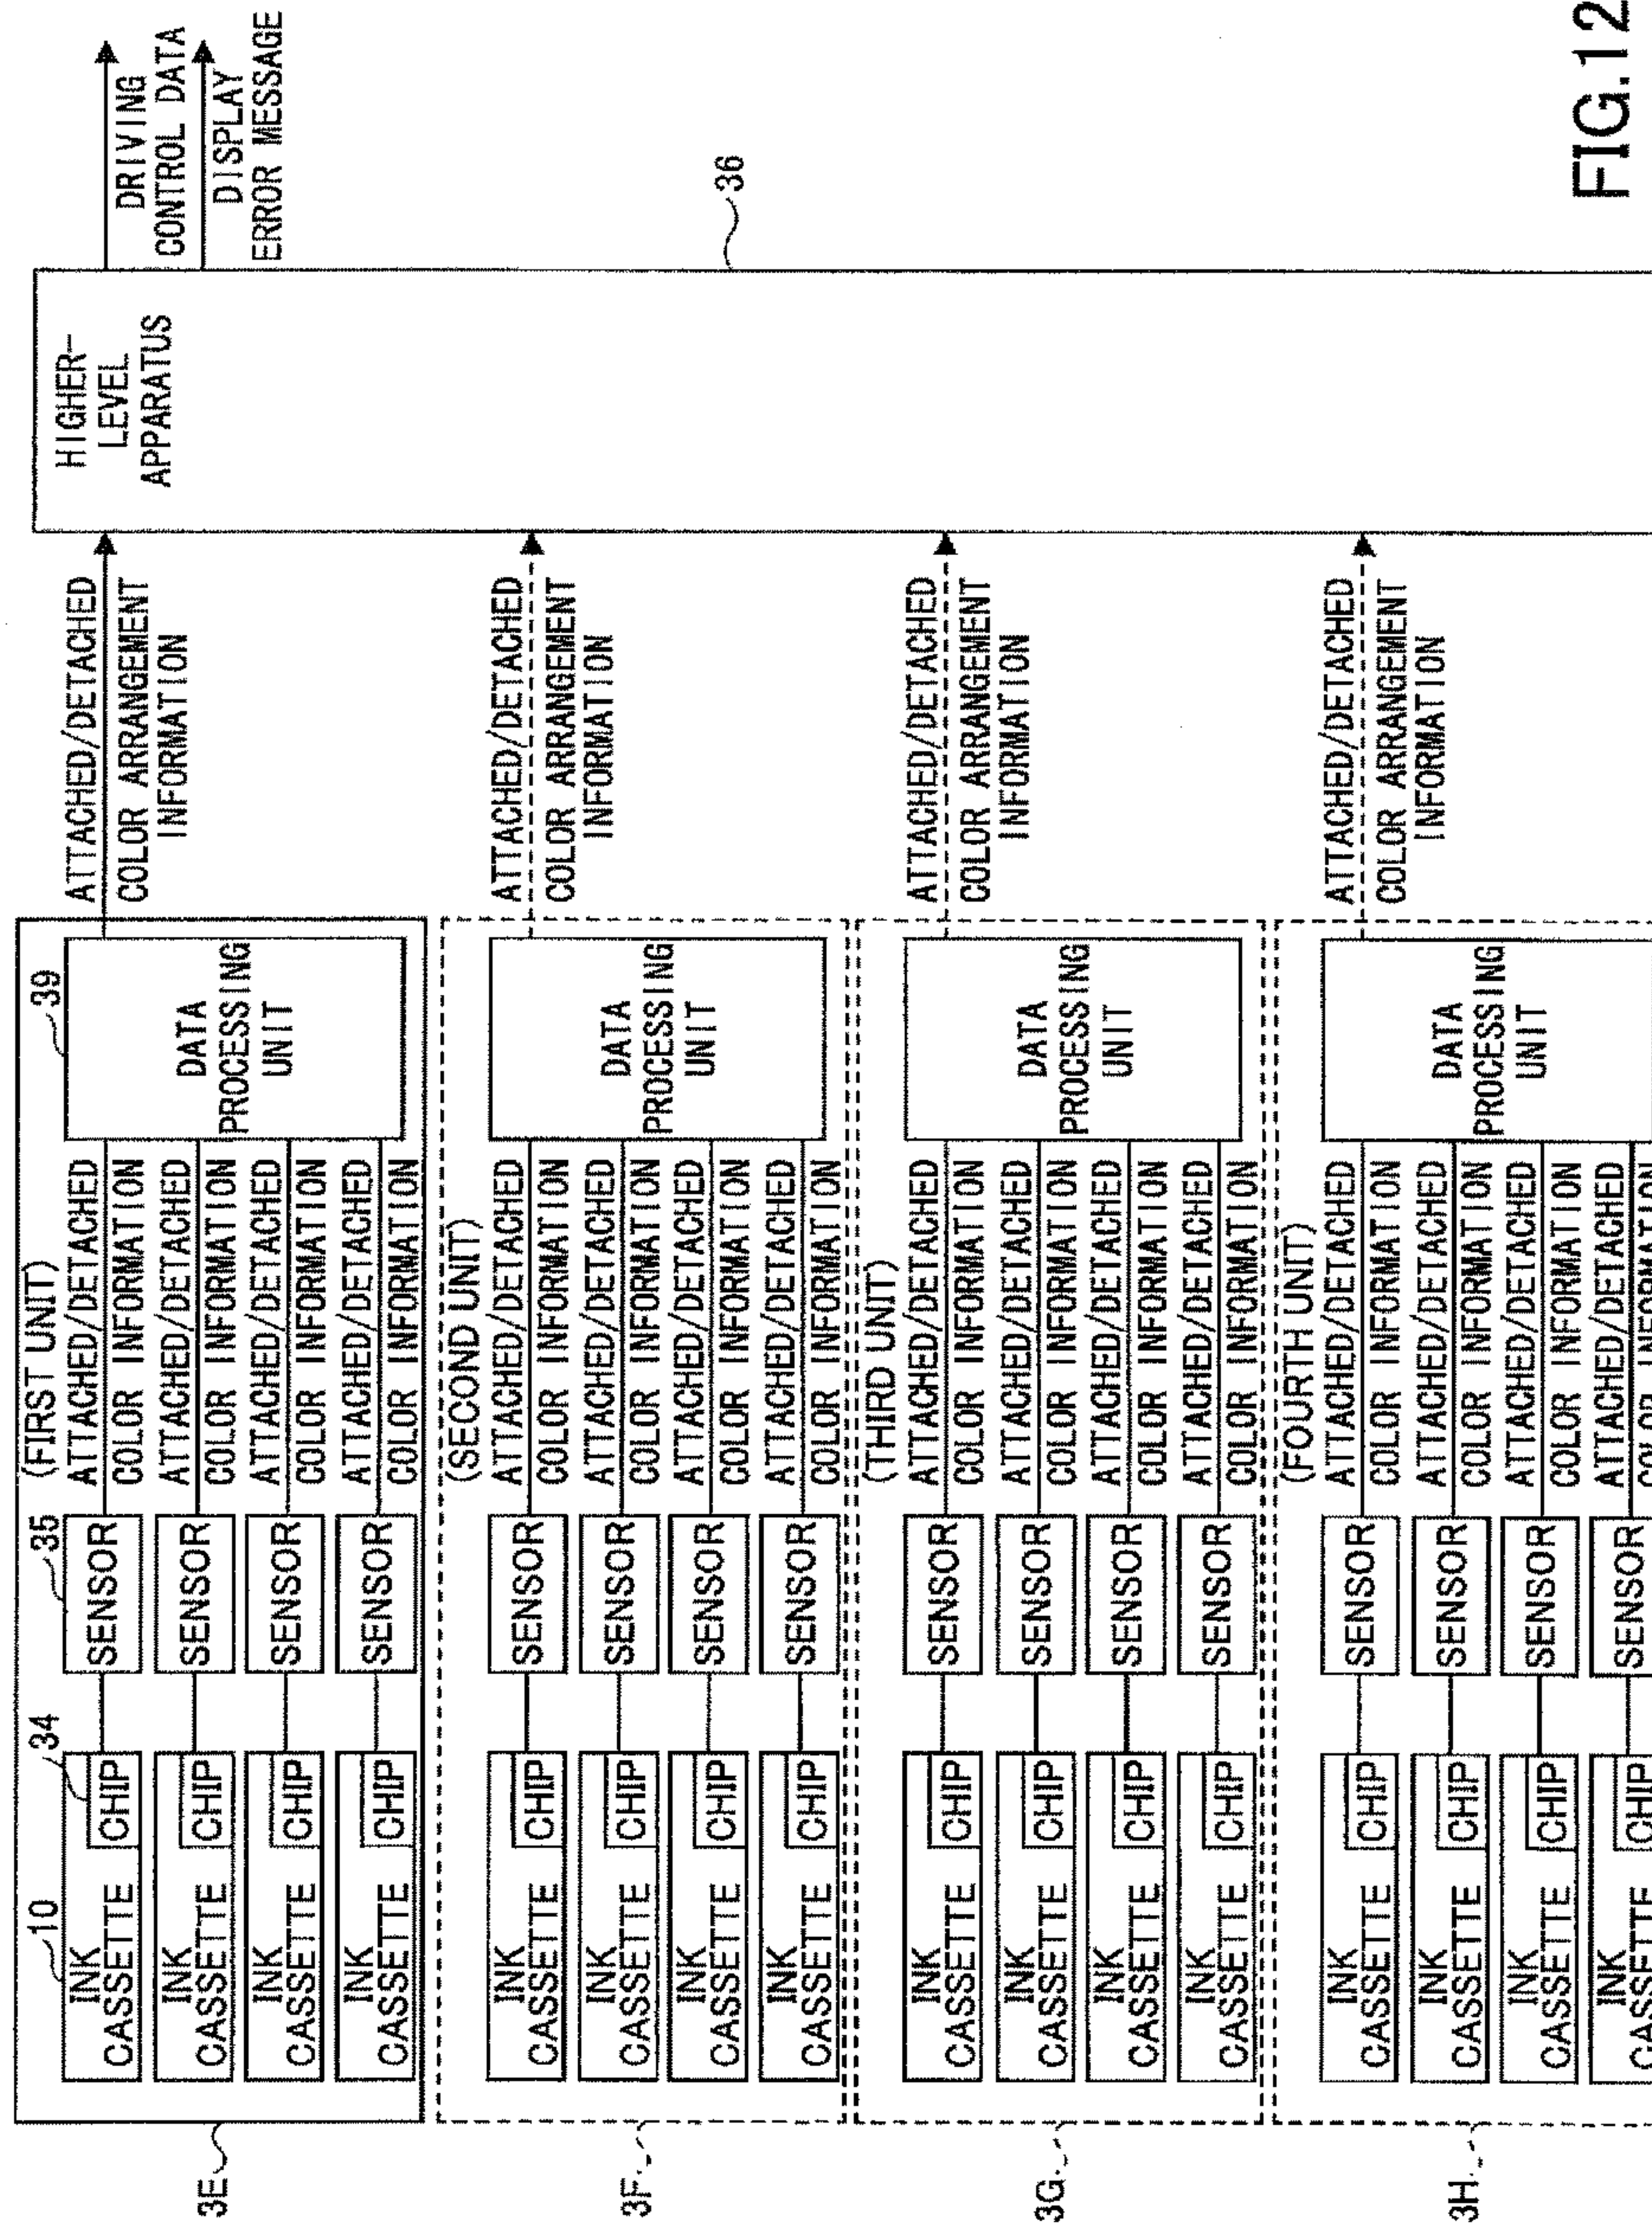 3E
10
34
35
(FIRST UNIT)
39
INK
CASSETTE
CHIP
SENSOR
ATTACHED/DETACHED
COLOR INFORMATION
INK
CASSETTE
CHIP
SENSOR
ATTACHED/DETACHED
COLOR INFORMATION
INK
CASSETTE
CHIP
SENSOR
ATTACHED/DETACHED
COLOR INFORMATION
INK
CASSETTE
CHIP
SENSOR
ATTACHED/DETACHED
COLOR INFORMATION
DATA
PROCESSING
UNIT
ATTACHED/DETACHED
COLOR ARRANGEMENT
INFORMATION
HIGHER-
LEVEL
APPARATUS
DRIVING
CONTROL DATA
DISPLAY
ERROR MESSAGE
36
3F
(SECOND UNIT)
INK
CASSETTE
CHIP
SENSOR
ATTACHED/DETACHED
COLOR INFORMATION
INK
CASSETTE
CHIP
SENSOR
ATTACHED/DETACHED
COLOR INFORMATION
INK
CASSETTE
CHIP
SENSOR
ATTACHED/DETACHED
COLOR INFORMATION
INK
CASSETTE
CHIP
SENSOR
ATTACHED/DETACHED
COLOR INFORMATION
DATA
PROCESSING
UNIT
ATTACHED/DETACHED
COLOR ARRANGEMENT
INFORMATION
3G
(THIRD UNIT)
INK
CASSETTE
CHIP
SENSOR
ATTACHED/DETACHED
COLOR INFORMATION
INK
CASSETTE
CHIP
SENSOR
ATTACHED/DETACHED
COLOR INFORMATION
INK
CASSETTE
CHIP
SENSOR
ATTACHED/DETACHED
COLOR INFORMATION
INK
CASSETTE
CHIP
SENSOR
ATTACHED/DETACHED
COLOR INFORMATION
DATA
PROCESSING
UNIT
ATTACHED/DETACHED
COLOR ARRANGEMENT
INFORMATION
3H
(FOURTH UNIT)
INK
CASSETTE
CHIP
SENSOR
ATTACHED/DETACHED
COLOR INFORMATION
INK
CASSETTE
CHIP
SENSOR
ATTACHED/DETACHED
COLOR INFORMATION
INK
CASSETTE
CHIP
SENSOR
ATTACHED/DETACHED
COLOR INFORMATION
INK
CASSETTE
CHIP
SENSOR
ATTACHED/DETACHED
COLOR INFORMATION
DATA
PROCESSING
UNIT
ATTACHED/DETACHED
COLOR ARRANGEMENT
INFORMATION
FIG.12